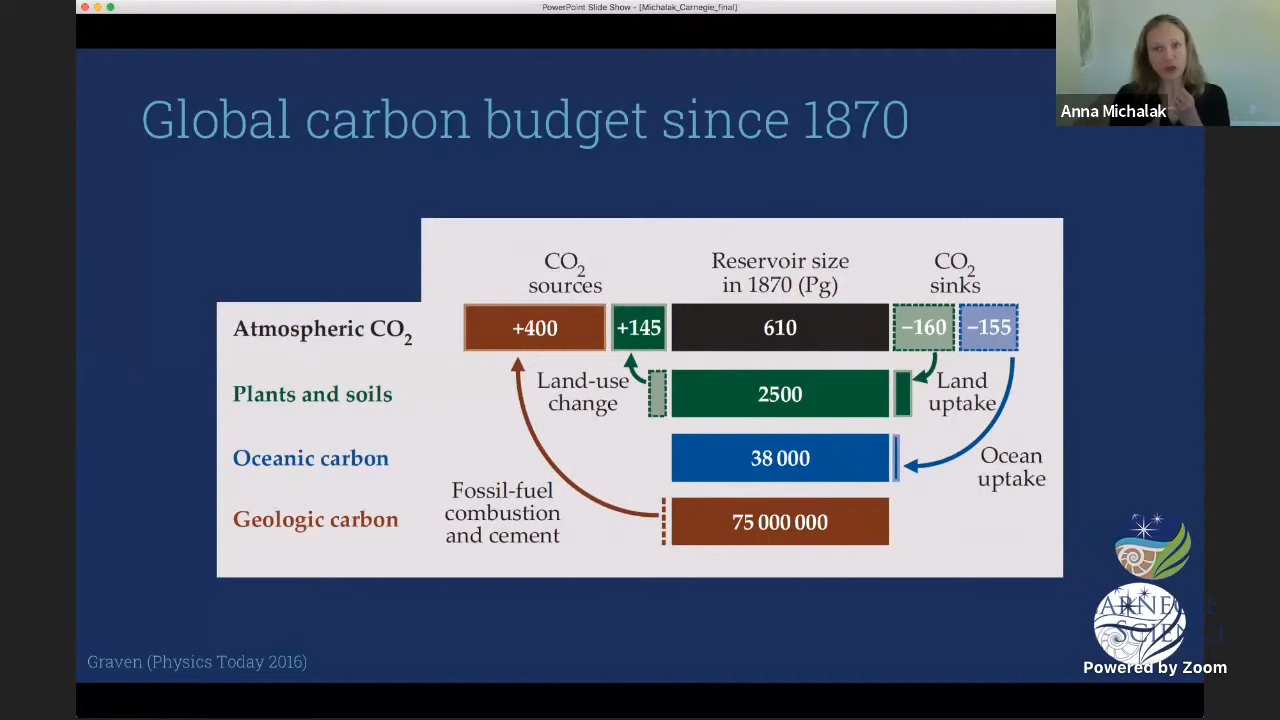 PowerPoint Slide Show - [Michalak_Carnegie_final]
Anna Michalak
Global carbon budget since 1870
CO2
sources
Reservoir size
in 1870 (Pg)
CO2
sinks
Atmospheric CO2
+400
+145
610
−160
−155
Land-use
change
Land
uptake
Plants and soils
2500
Oceanic carbon
38 000
Ocean
uptake
Fossil-fuel
combustion
and cement
Geologic carbon
75 000 000
Graven (Physics Today 2016)
Powered by Zoom